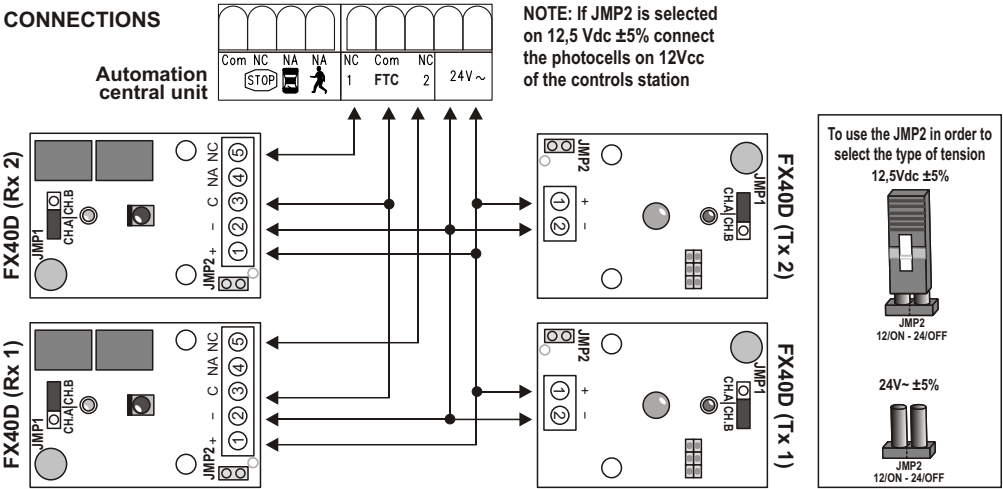 CONNECTIONS
Automation
central unit
Com NC NA NA NC Com NC
STOP 1 FTC 2 24V~
NOTE: If JMP2 is selected
on 12,5 Vdc ±5% connect
the photocells on 12Vcc
of the controls station
FX40D (Rx 2)
JMP1
CH.A CH.B
NC 5
NA 4
C 3
– 2
+ 1
JMP2
JMP2
1 +
2 –
JMP1
CH.A CH.B
FX40D (Tx 2)
FX40D (Rx 1)
JMP1
CH.A CH.B
NC 5
NA 4
C 3
– 2
+ 1
JMP2
JMP2
1 +
2 –
JMP1
CH.A CH.B
FX40D (Tx 1)
To use the JMP2 in order to
select the type of tension
12,5Vdc ±5%
JMP2
12/ON - 24/OFF
24V~ ±5%
JMP2
12/ON - 24/OFF